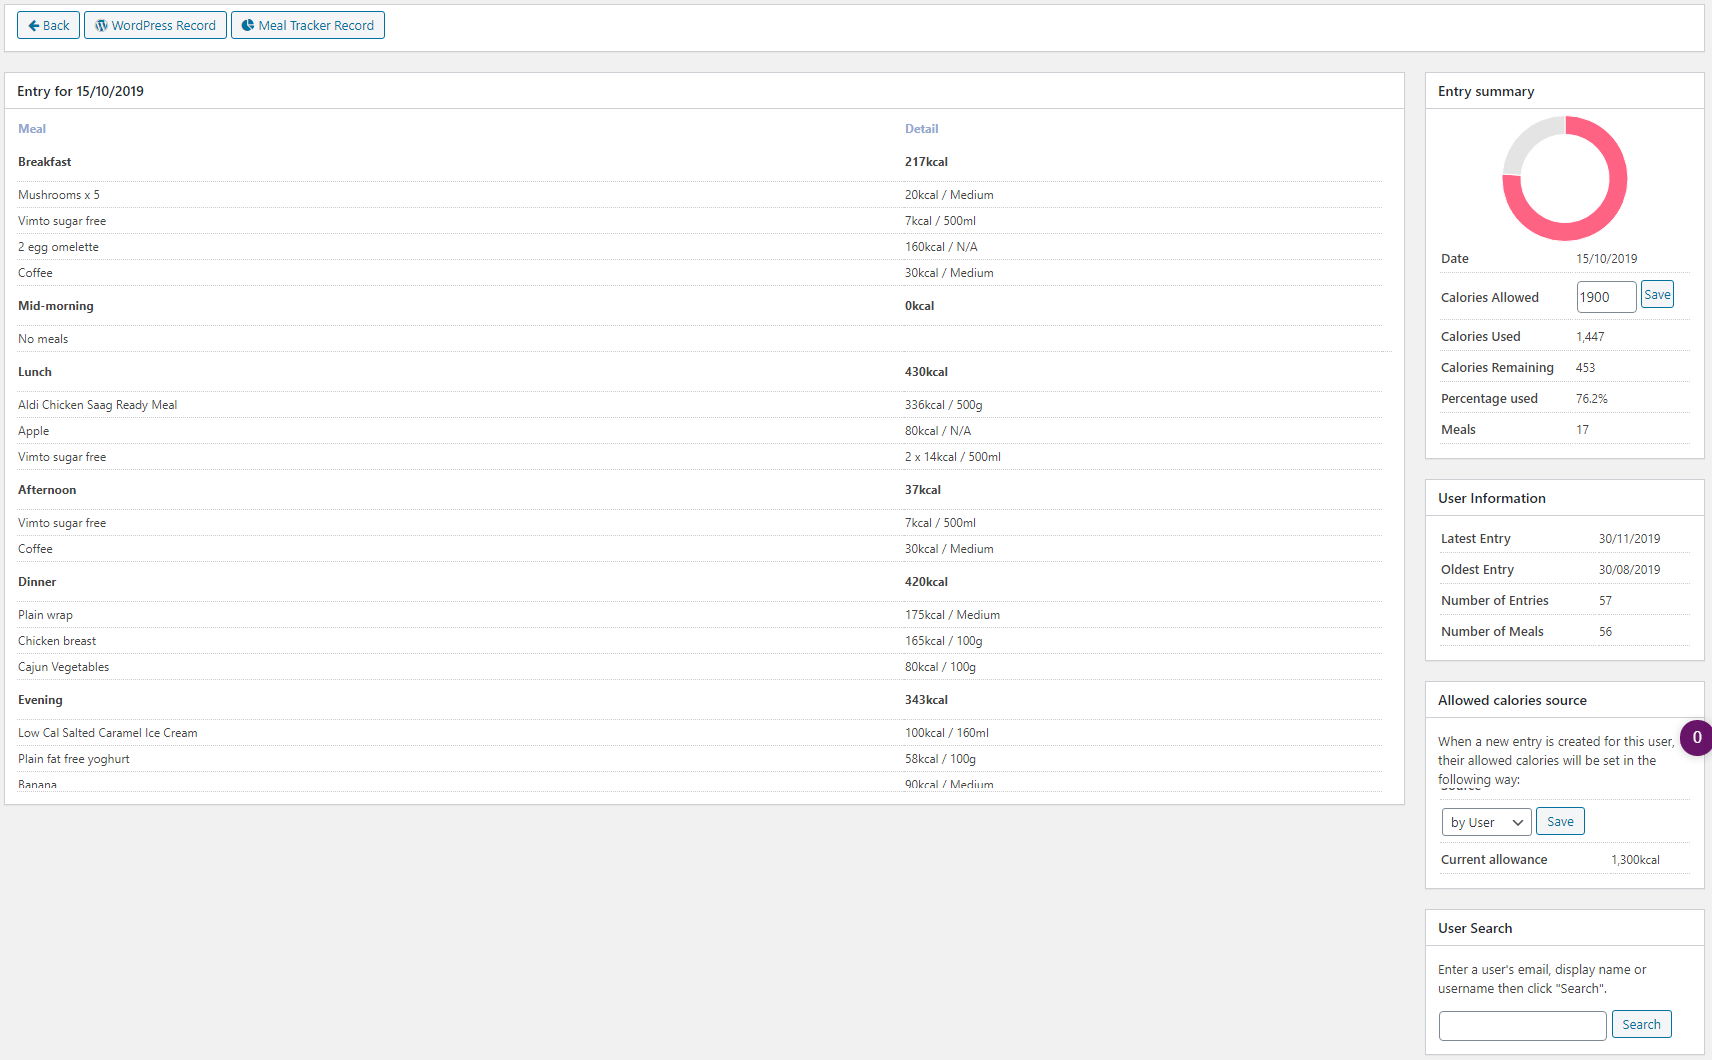 Back WordPress Record Meal Tracker Record
Entry for 15/10/2019
Meal Detail
Breakfast 217kcal
Mushrooms x 5 20kcal / Medium
Vimto sugar free 7kcal / 500ml
2 egg omelette 160kcal / N/A
Coffee 30kcal / Medium
Mid-morning 0kcal
No meals
Lunch 430kcal
Aldi Chicken Saag Ready Meal 336kcal / 500g
Apple 80kcal / N/A
Vimto sugar free 2 x 14kcal / 500ml
Afternoon 37kcal
Vimto sugar free 7kcal / 500ml
Coffee 30kcal / Medium
Dinner 420kcal
Plain wrap 175kcal / Medium
Chicken breast 165kcal / 100g
Cajun Vegetables 80kcal / 100g
Evening 343kcal
Low Cal Salted Caramel Ice Cream 100kcal / 160ml
Plain fat free yoghurt 58kcal / 100g
Banana 90kcal / Medium
Entry summary
Date 15/10/2019
Calories Allowed 1900 Save
Calories Used 1,447
Calories Remaining 453
Percentage used 76.2%
Meals 17
User Information
Latest Entry 30/11/2019
Oldest Entry 30/08/2019
Number of Entries 57
Number of Meals 56
Allowed calories source
0
When a new entry is created for this user,
their allowed calories will be set in the
following way:
Source
by User Save
Current allowance 1,300kcal
User Search
Enter a user's email, display name or
username then click "Search".
Search